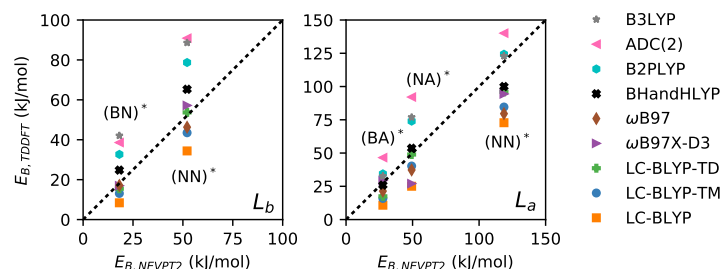 E_{B,TDDFT} (kJ/mol)
100
80
60
40
20
0
(BN)*
(NN)*
L_b
0
25
50
75
100
E_{B,NEVPT2} (kJ/mol)
150
125
100
75
50
25
0
(NA)*
(BA)*
(NN)*
L_a
0
50
100
150
E_{B,NEVPT2} (kJ/mol)
B3LYP
ADC(2)
B2PLYP
BHandHLYP
ωB97
ωB97X-D3
LC-BLYP-TD
LC-BLYP-TM
LC-BLYP